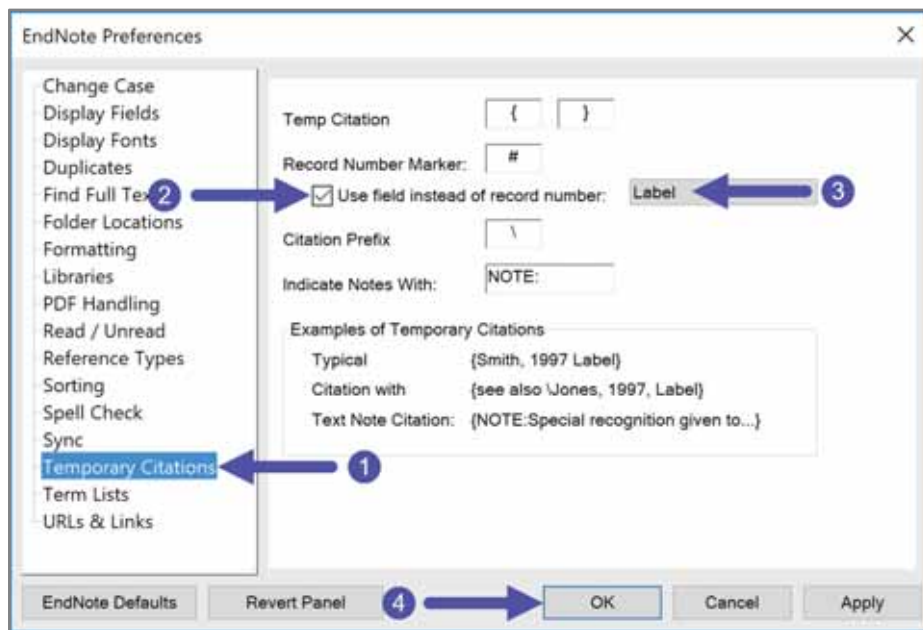 EndNote Preferences
Change Case
Display Fields
Display Fonts
Duplicates
Find Full Tex
Folder Locations
Formatting
Libraries
PDF Handling
Read / Unread
Reference Types
Sorting
Spell Check
Sync
Temporary Citations
Term Lists
URLs & Links
Temp Citation { }
Record Number Marker: #
Use field instead of record number: Label
Citation Prefix \
Indicate Notes With: NOTE:
Examples of Temporary Citations
Typical {Smith, 1997 Label}
Citation with {see also \Jones, 1997, Label}
Text Note Citation: {NOTE:Special recognition given to...}
1
2
3
4
EndNote Defaults Revert Panel OK Cancel Apply